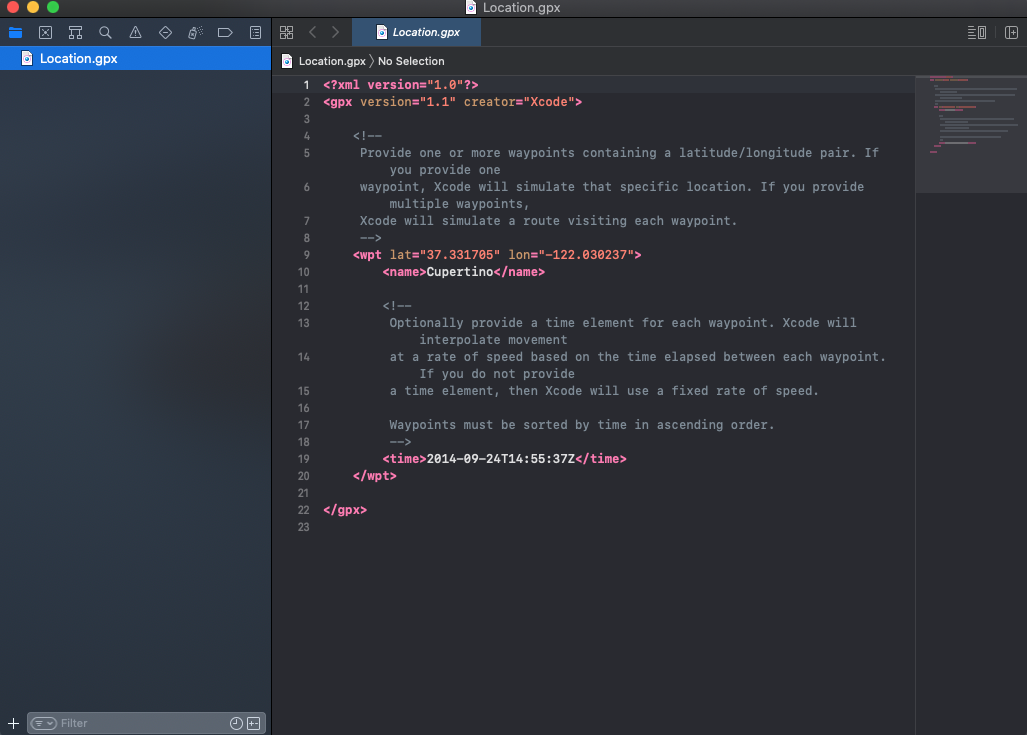 Location.gpx
Location.gpx
Location.gpx
Location.gpx 〉 No Selection
1 <?xml version="1.0"?>
2 <gpx version="1.1" creator="Xcode">
3
4 <!--
5 Provide one or more waypoints containing a latitude/longitude pair. If
you provide one
6 waypoint, Xcode will simulate that specific location. If you provide
multiple waypoints,
7 Xcode will simulate a route visiting each waypoint.
8 -->
9 <wpt lat="37.331705" lon="-122.030237">
10 <name>Cupertino</name>
11
12 <!--
13 Optionally provide a time element for each waypoint. Xcode will
interpolate movement
14 at a rate of speed based on the time elapsed between each waypoint.
If you do not provide
15 a time element, then Xcode will use a fixed rate of speed.
16
17 Waypoints must be sorted by time in ascending order.
18 -->
19 <time>2014-09-24T14:55:37Z</time>
20 </wpt>
21
22 </gpx>
23
Filter